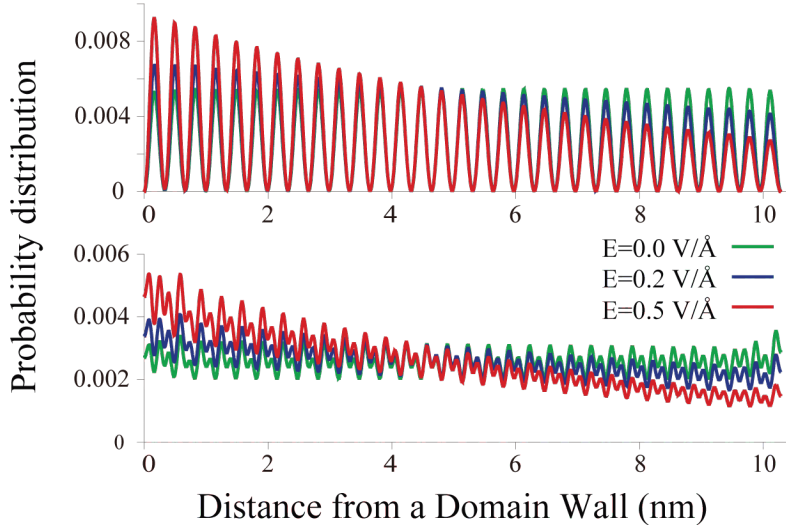 Probability distribution
0.008
0.004
0
0 2 4 6 8 10
0.006
0.004
0.002
0
E=0.0 V/Å
E=0.2 V/Å
E=0.5 V/Å
0 2 4 6 8 10
Distance from a Domain Wall (nm)